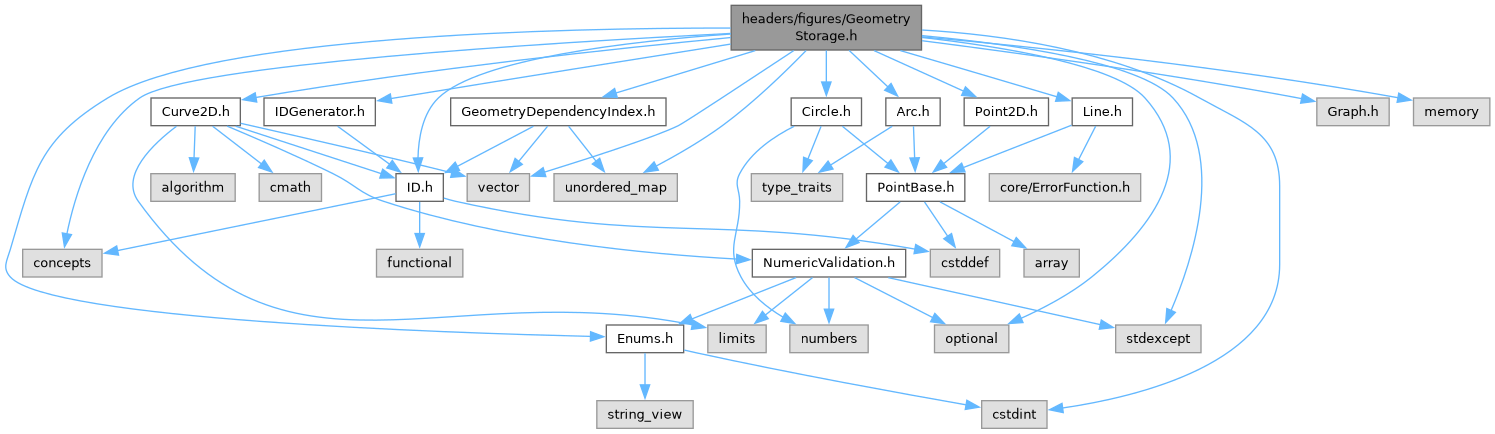 headers/figures/Geometry
Storage.h
Curve2D.h
IDGenerator.h
GeometryDependencyIndex.h
Circle.h
Arc.h
Point2D.h
Line.h
Graph.h
memory
algorithm
cmath
ID.h
vector
unordered_map
type_traits
PointBase.h
core/ErrorFunction.h
concepts
functional
NumericValidation.h
cstddef
array
Enums.h
limits
numbers
optional
stdexcept
string_view
cstdint